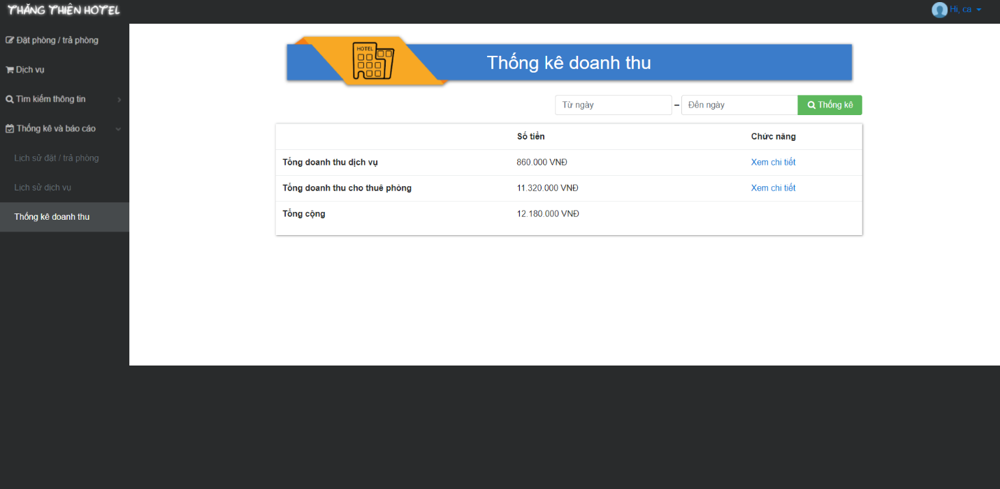 THĂNG THIÊN HOTEL
Hi, ca
Đặt phòng / trả phòng
Dịch vụ
Tìm kiếm thông tin
Thống kê và báo cáo
Lịch sử đặt / trả phòng
Lịch sử dịch vụ
Thống kê doanh thu
HOTEL
Thống kê doanh thu
Từ ngày – Đến ngày Thống kê
Số tiền Chức năng
Tổng doanh thu dịch vụ 860.000 VNĐ Xem chi tiết
Tổng doanh thu cho thuê phòng 11.320.000 VNĐ Xem chi tiết
Tổng cộng 12.180.000 VNĐ